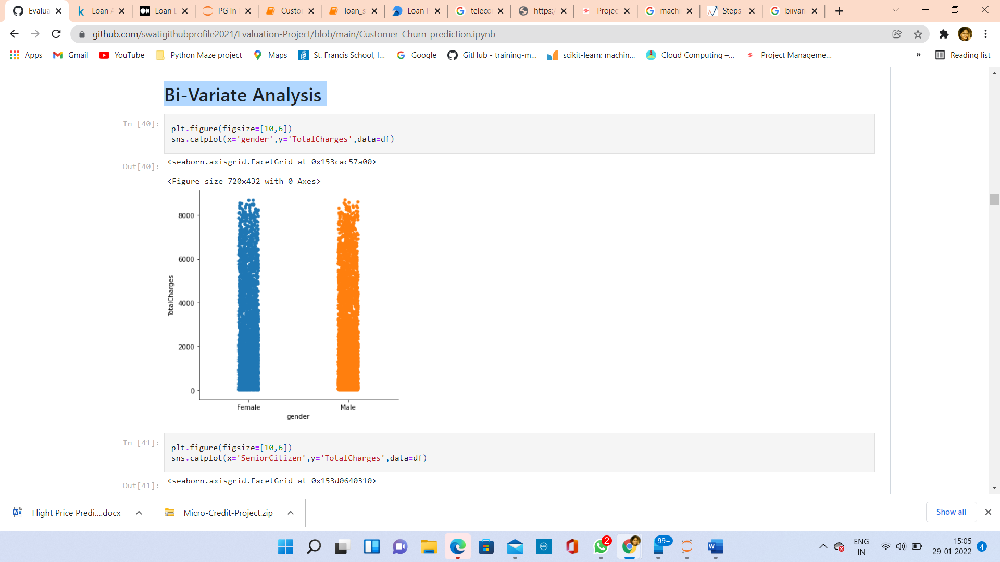 Evalua
Loan A
Loan D
PG In
Custo
loan_s
Loan P
teleco
https:/
Projec
machi
Steps
biivari
github.com/swatigithubprofile2021/Evaluation-Project/blob/main/Customer_Churn_prediction.ipynb
Apps
Gmail
YouTube
Python Maze project
Maps
St. Francis School, I...
Google
GitHub - training-m...
scikit-learn: machin...
Cloud Computing –...
Project Manageme...
»
Reading list
Bi-Variate Analysis
In [40]:
plt.figure(figsize=[10,6])
sns.catplot(x='gender',y='TotalCharges',data=df)
Out[40]:
<seaborn.axisgrid.FacetGrid at 0x153cac57a00>
<Figure size 720x432 with 0 Axes>
8000
6000
4000
2000
0
TotalCharges
Female
Male
gender
In [41]:
plt.figure(figsize=[10,6])
sns.catplot(x='SeniorCitizen',y='TotalCharges',data=df)
Out[41]:
<seaborn.axisgrid.FacetGrid at 0x153d0640310>
Flight Price Predi....docx
Micro-Credit-Project.zip
Show all
2
99+
ENG
IN
15:05
29-01-2022
4